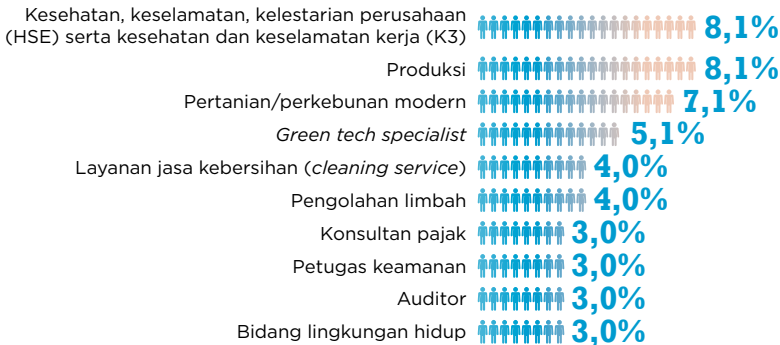 Kesehatan, keselamatan, kelestarian perusahaan
(HSE) serta kesehatan dan keselamatan kerja (K3) 8,1%
Produksi 8,1%
Pertanian/perkebunan modern 7,1%
Green tech specialist 5,1%
Layanan jasa kebersihan (cleaning service) 4,0%
Pengolahan limbah 4,0%
Konsultan pajak 3,0%
Petugas keamanan 3,0%
Auditor 3,0%
Bidang lingkungan hidup 3,0%